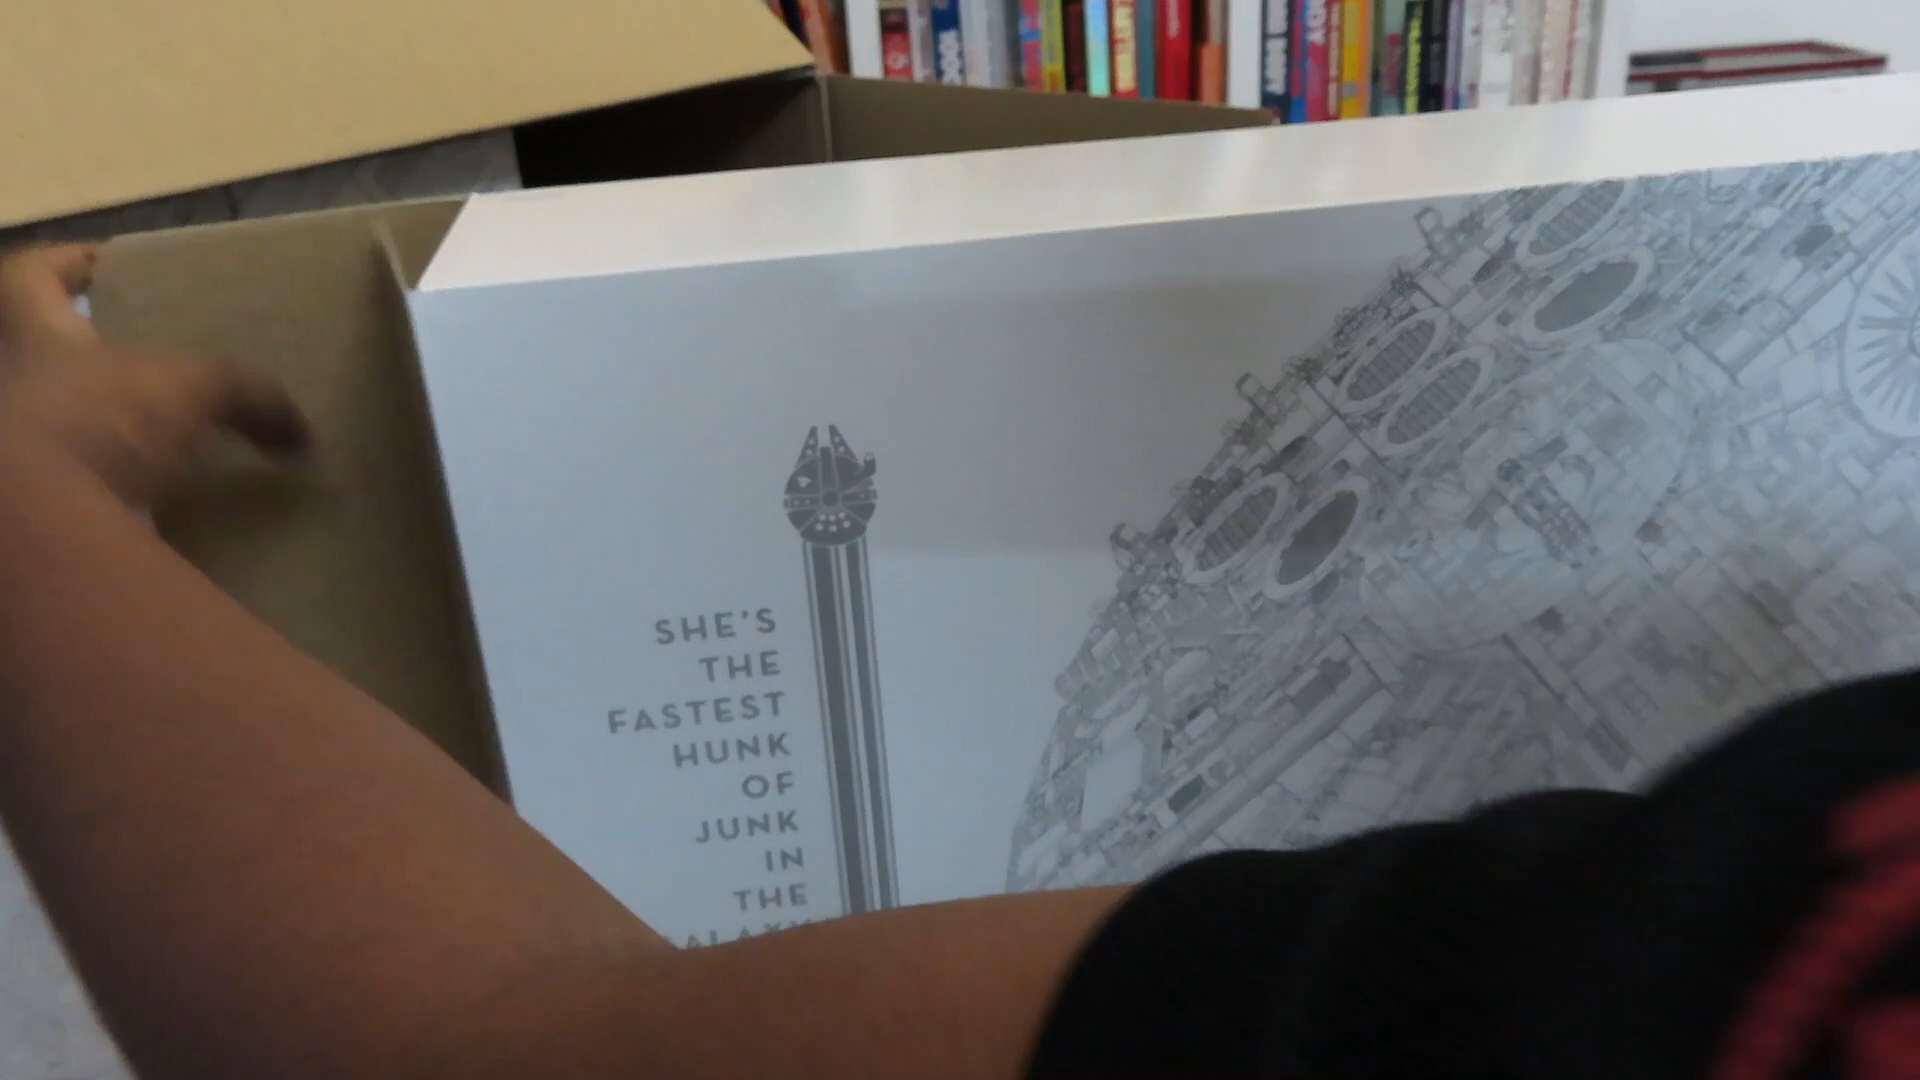 SHE'S
THE
FASTEST
HUNK
OF
JUNK
IN
THE